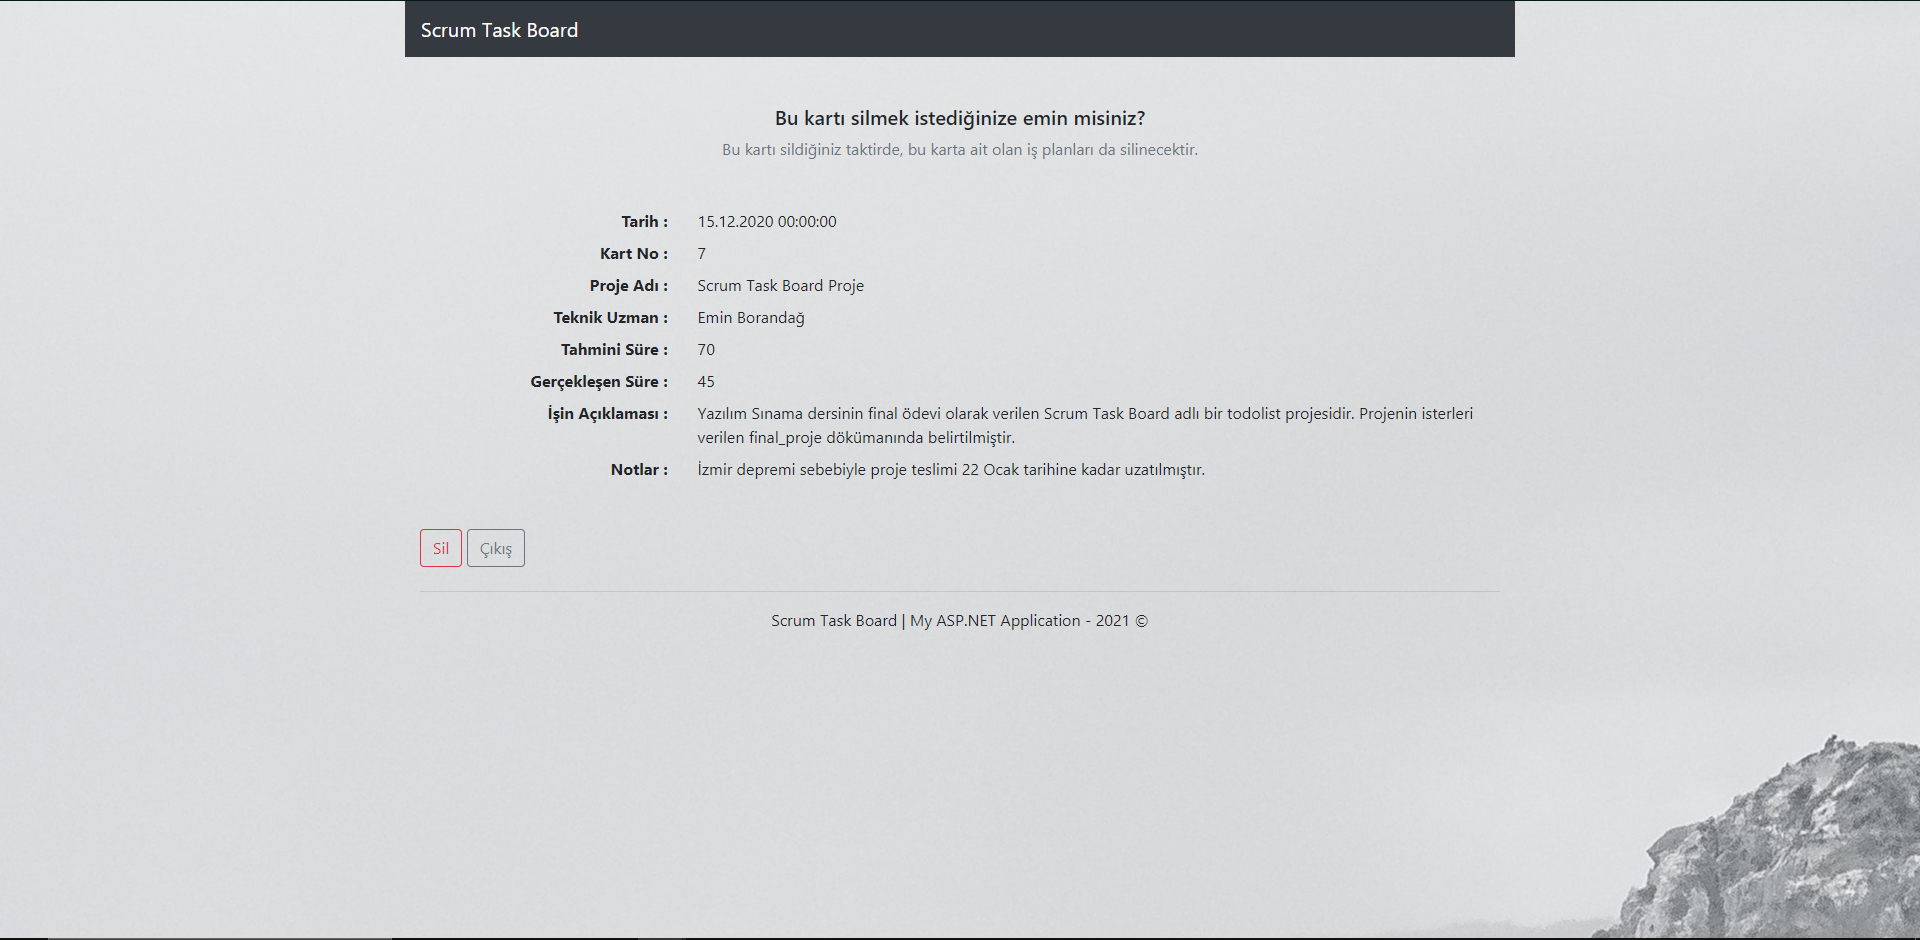 Scrum Task Board
Bu kartı silmek istediğinize emin misiniz?
Bu kartı sildiğiniz taktirde, bu karta ait olan iş planları da silinecektir.
Tarih : 15.12.2020 00:00:00
Kart No : 7
Proje Adı : Scrum Task Board Proje
Teknik Uzman : Emin Borandağ
Tahmini Süre : 70
Gerçekleşen Süre : 45
İşin Açıklaması : Yazılım Sınama dersinin final ödevi olarak verilen Scrum Task Board adlı bir todolist projesidir. Projenin isterleri
verilen final_proje dökümanında belirtilmiştir.
Notlar : İzmir depremi sebebiyle proje teslimi 22 Ocak tarihine kadar uzatılmıştır.
Sil Çıkış
Scrum Task Board | My ASP.NET Application - 2021 ©